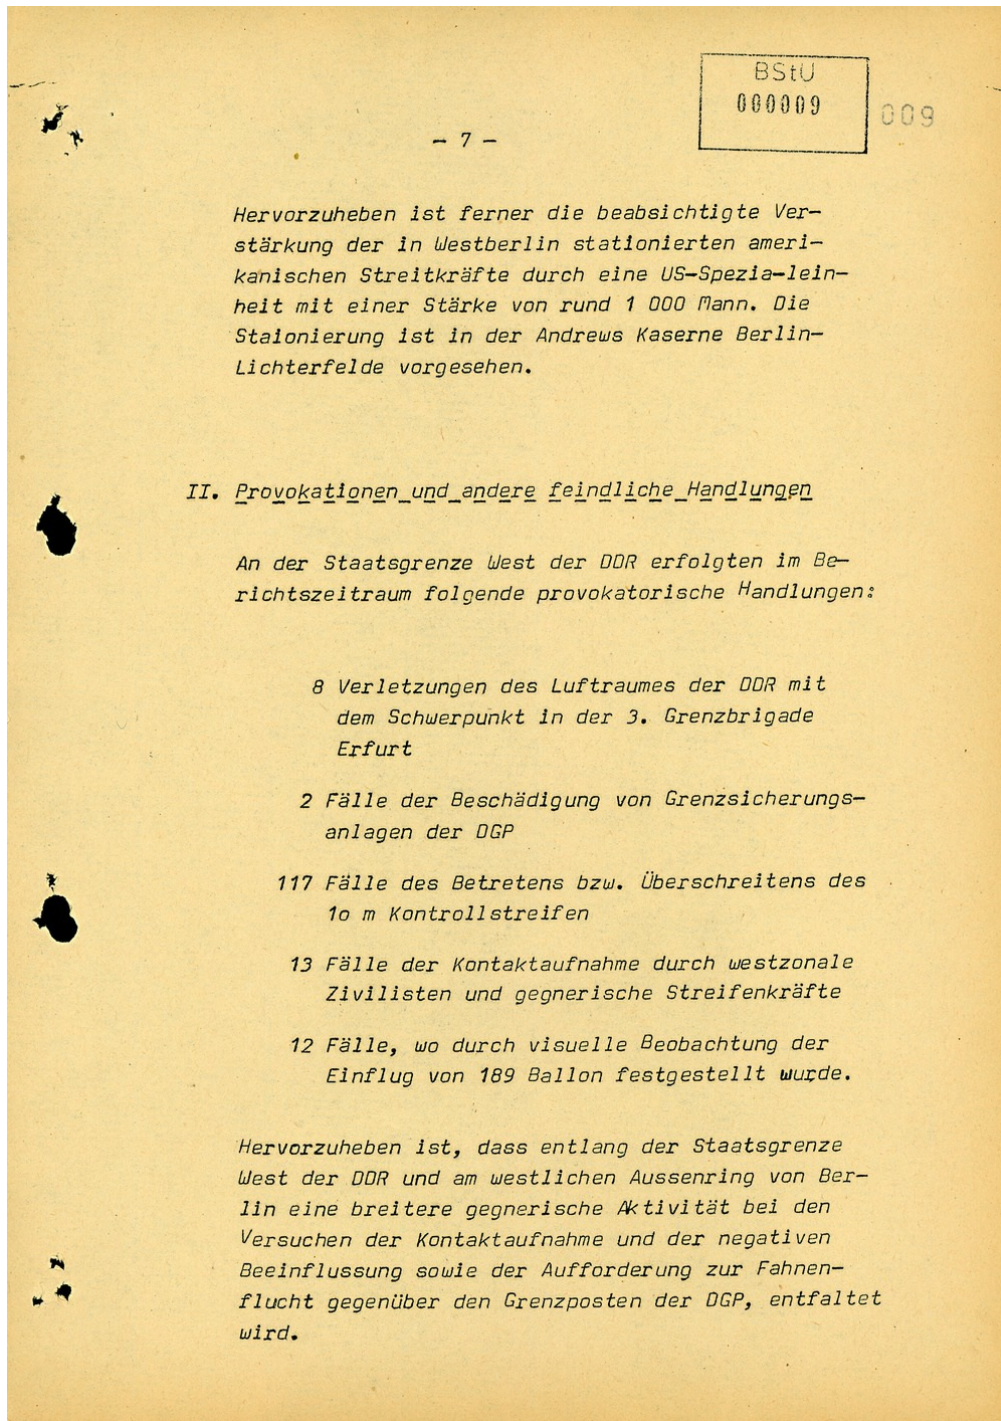 BStU
000009
009
- 7 -
Hervorzuheben ist ferner die beabsichtigte Ver-
stärkung der in Westberlin stationierten ameri-
kanischen Streitkräfte durch eine US-Spezia-lein-
heit mit einer Stärke von rund 1 000 Mann. Die
Staionierung ist in der Andrews Kaserne Berlin-
Lichterfelde vorgesehen.
II. Provokationen und andere feindliche Handlungen
An der Staatsgrenze West der DDR erfolgten im Be-
richtszeitraum folgende provokatorische Handlungen:
8 Verletzungen des Luftraumes der DDR mit
dem Schwerpunkt in der 3. Grenzbrigade
Erfurt
2 Fälle der Beschädigung von Grenzsicherungs-
anlagen der DGP
117 Fälle des Betretens bzw. Überschreitens des
1o m Kontrollstreifen
13 Fälle der Kontaktaufnahme durch westzonale
Zivilisten und gegnerische Streifenkräfte
12 Fälle, wo durch visuelle Beobachtung der
Einflug von 189 Ballon festgestellt wurde.
Hervorzuheben ist, dass entlang der Staatsgrenze
West der DDR und am westlichen Aussenring von Ber-
lin eine breitere gegnerische Aktivität bei den
Versuchen der Kontaktaufnahme und der negativen
Beeinflussung sowie der Aufforderung zur Fahnen-
flucht gegenüber den Grenzposten der DGP, entfaltet
wird.